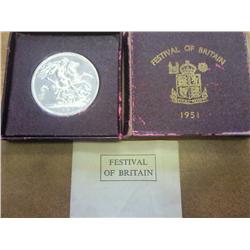 FESTIVAL OF BRITAIN
1951
FESTIVAL
OF BRITAIN